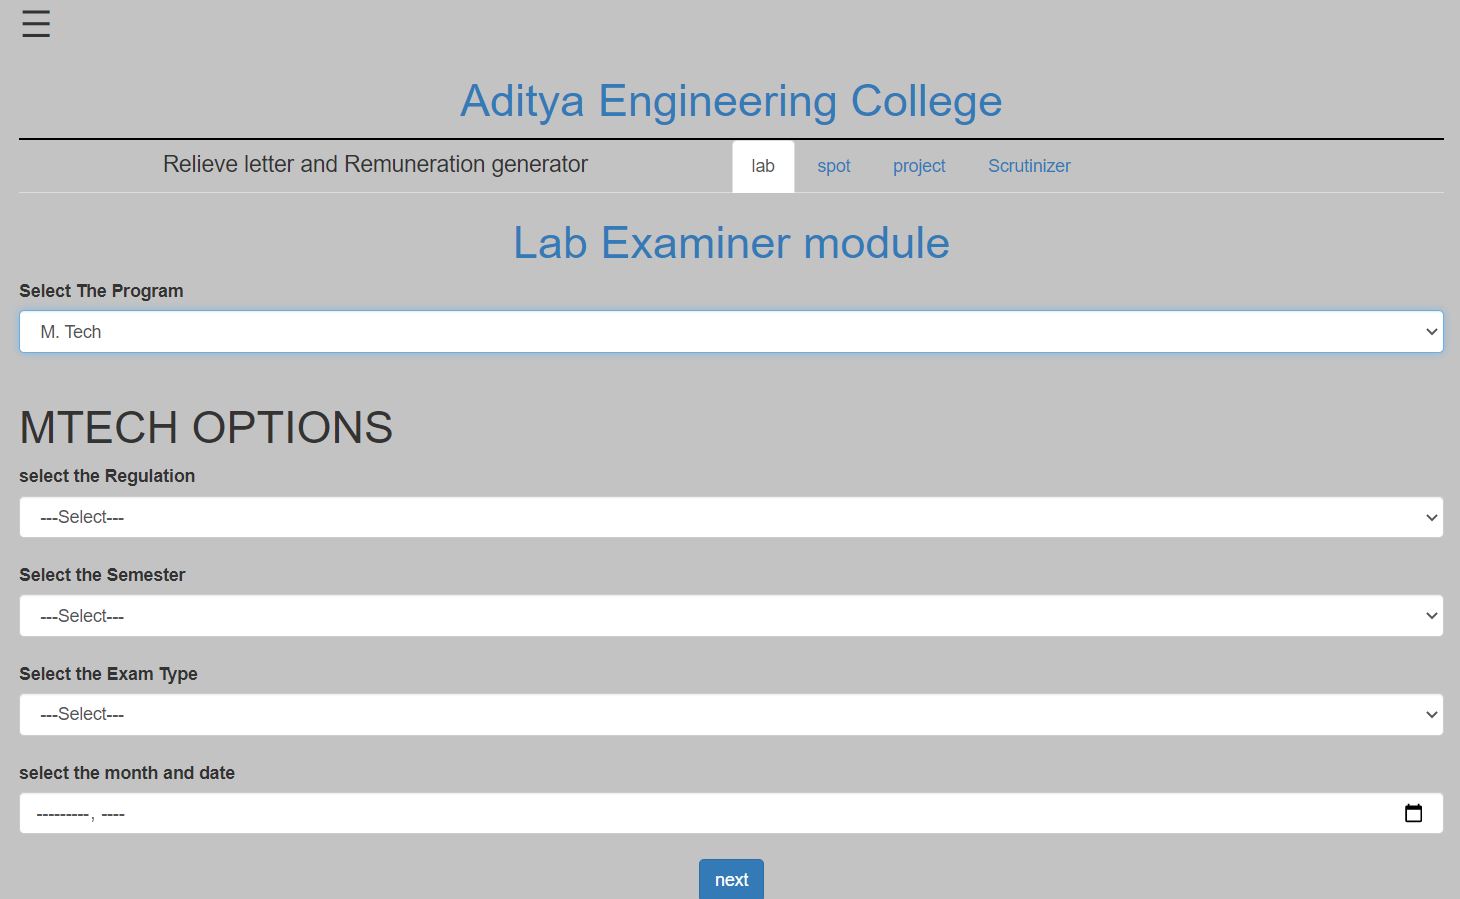 Aditya Engineering College
Relieve letter and Remuneration generator lab spot project Scrutinizer
Lab Examiner module
Select The Program
M. Tech
MTECH OPTIONS
select the Regulation
---Select---
Select the Semester
---Select---
Select the Exam Type
---Select---
select the month and date
---------, ----
next